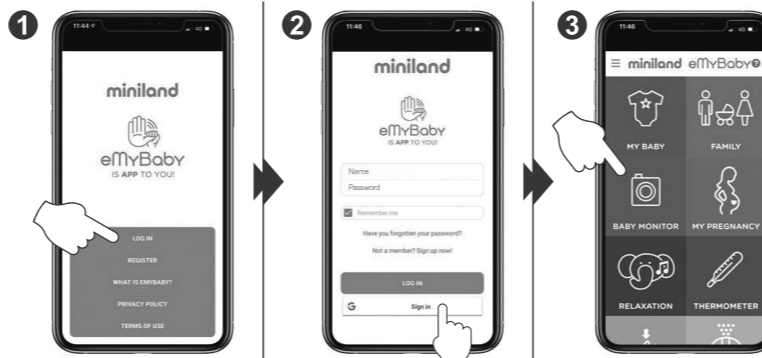 1
11:44
4G
miniland
eMyBaby
IS APP TO YOU!
LOG IN
REGISTER
WHAT IS EMYBABY?
PRIVACY POLICY
TERMS OF USE
2
11:46
4G
miniland
eMyBaby
IS APP TO YOU!
Name
Password
Remember me
Have you forgotten your password?
Not a member? Sign up now!
LOG IN
G Sign in
3
11:46
4G
miniland eMyBaby ?
MY BABY FAMILY
BABY MONITOR MY PREGNANCY
RELAXATION THERMOMETER